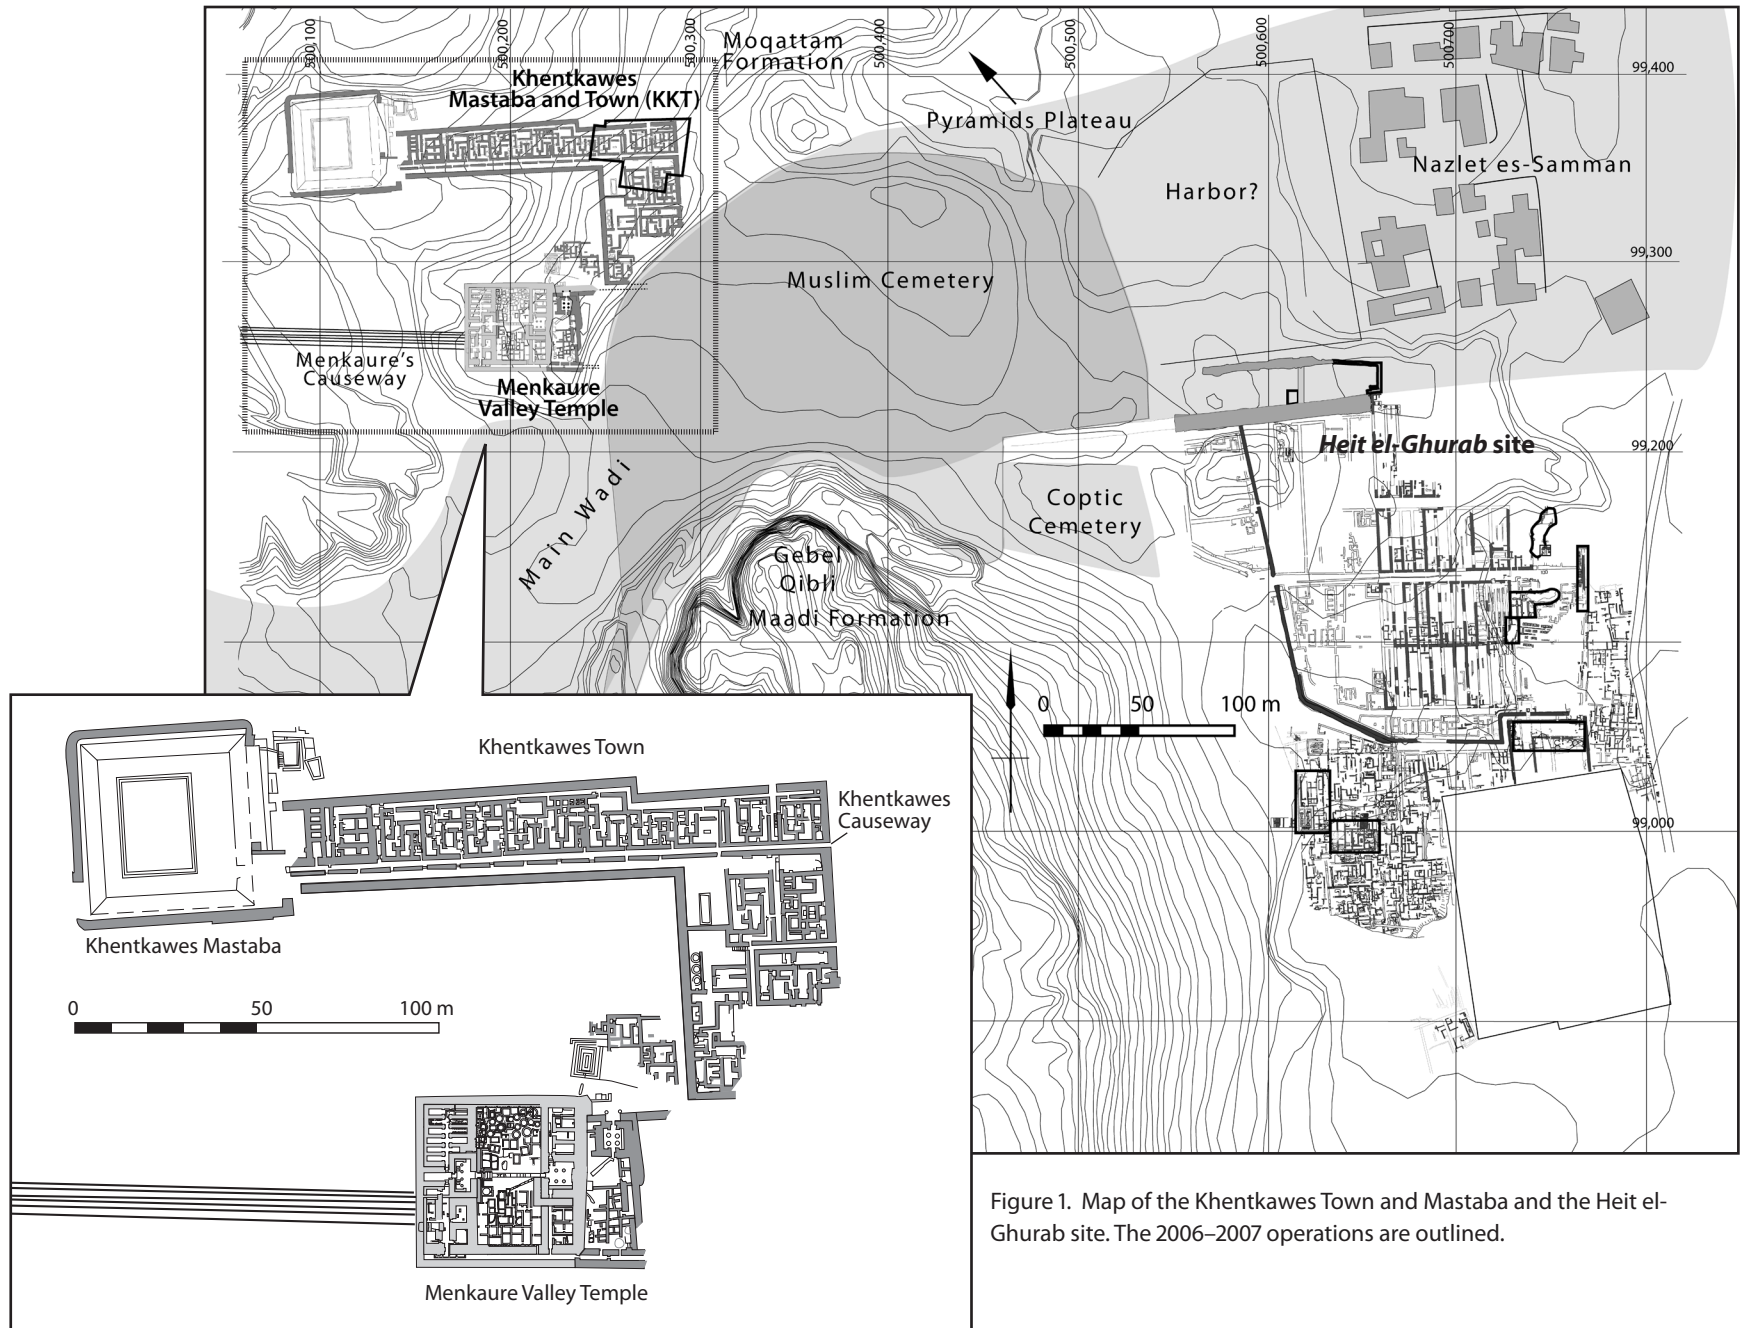 500,100
500,200
500,300
500,400
500,500
500,600
500,700
Moqattam
Formation
99,400
Khentkawes
Mastaba and Town (KKT)
Pyramids Plateau
Nazlet es-Samman
Harbor?
99,300
Muslim Cemetery
Menkaure's
Causeway
Menkaure
Valley Temple
Heit el-Ghurab site
99,200
Main Wadi
Coptic
Cemetery
Gebel
Qibli
Maadi Formation
0 50 100 m
99,000
Khentkawes Town
Khentkawes
Causeway
Khentkawes Mastaba
0 50 100 m
Menkaure Valley Temple
Figure 1. Map of the Khentkawes Town and Mastaba and the Heit el-
Ghurab site. The 2006–2007 operations are outlined.